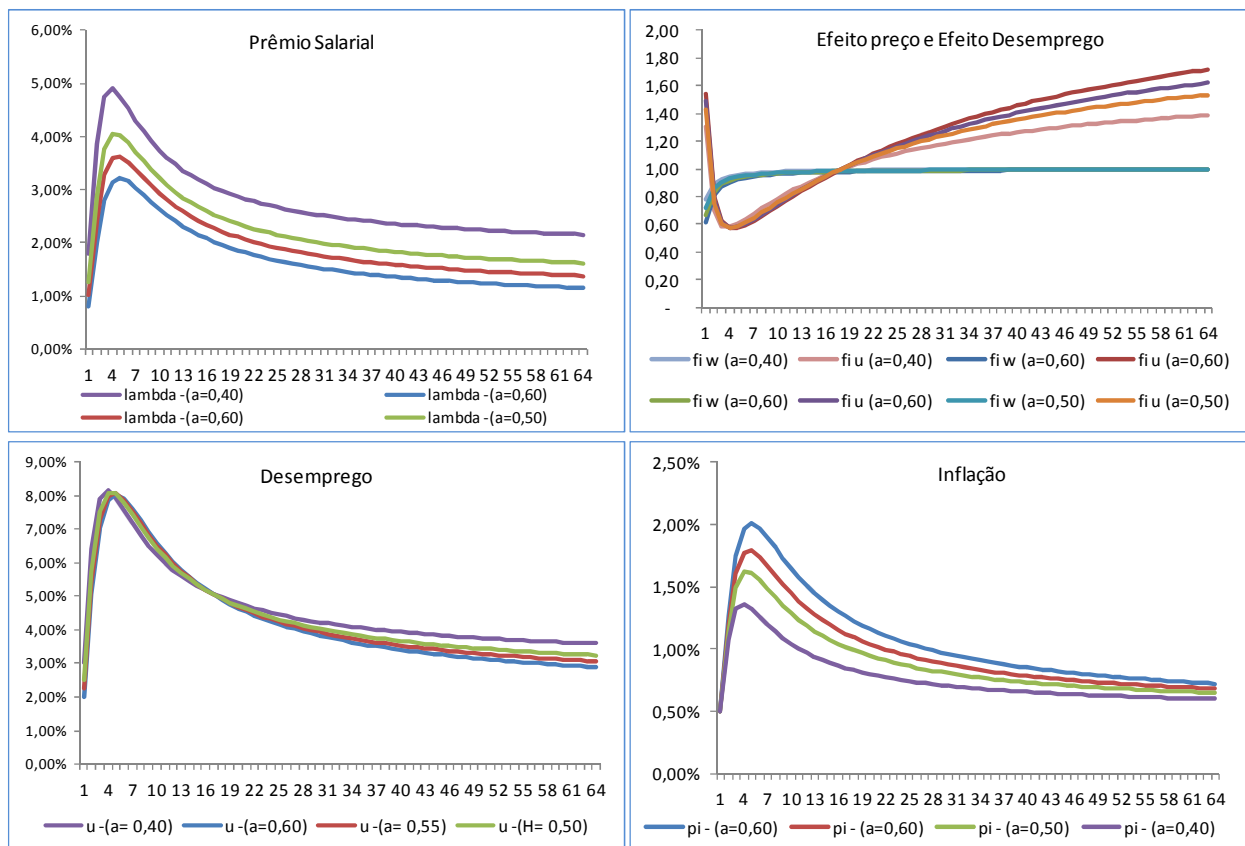 Prêmio Salarial
6,00%
5,00%
4,00%
3,00%
2,00%
1,00%
0,00%
1 4 7 10 13 16 19 22 25 28 31 34 37 40 43 46 49 52 55 58 61 64
lambda -(a=0,40) lambda -(a=0,60)
lambda -(a=0,60) lambda -(a=0,50)
Efeito preço e Efeito Desemprego
2,00
1,80
1,60
1,40
1,20
1,00
0,80
0,60
0,40
0,20
-
1 4 7 10 13 16 19 22 25 28 31 34 37 40 43 46 49 52 55 58 61 64
fi w (a=0,40) fi u (a=0,40) fi w (a=0,60) fi u (a=0,60)
fi w (a=0,60) fi u (a=0,60) fi w (a=0,50) fi u (a=0,50)
Desemprego
9,00%
8,00%
7,00%
6,00%
5,00%
4,00%
3,00%
2,00%
1,00%
0,00%
1 4 7 10 13 16 19 22 25 28 31 34 37 40 43 46 49 52 55 58 61 64
u -(a= 0,40) u -(a=0,60) u -(a= 0,55) u -(H= 0,50)
Inflação
2,50%
2,00%
1,50%
1,00%
0,50%
0,00%
1 4 7 10 13 16 19 22 25 28 31 34 37 40 43 46 49 52 55 58 61 64
pi - (a=0,60) pi - (a=0,60) pi - (a=0,50) pi - (a=0,40)